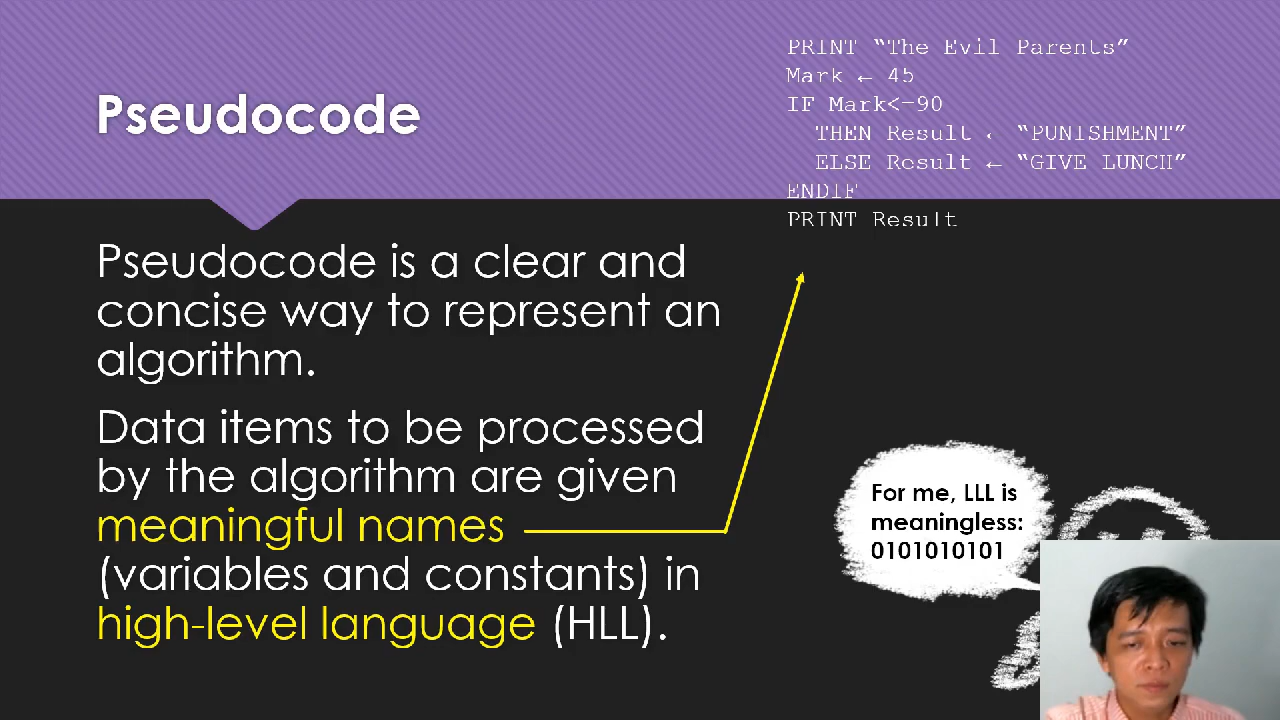 Pseudocode
PRINT “The Evil Parents”
Mark ← 45
IF Mark<=90
THEN Result ← “PUNISHMENT”
ELSE Result ← “GIVE LUNCH”
ENDIF
PRINT Result
Pseudocode is a clear and
concise way to represent an
algorithm.
Data items to be processed
by the algorithm are given
meaningful names
(variables and constants) in
high-level language (HLL).
For me, LLL is
meaningless:
0101010101